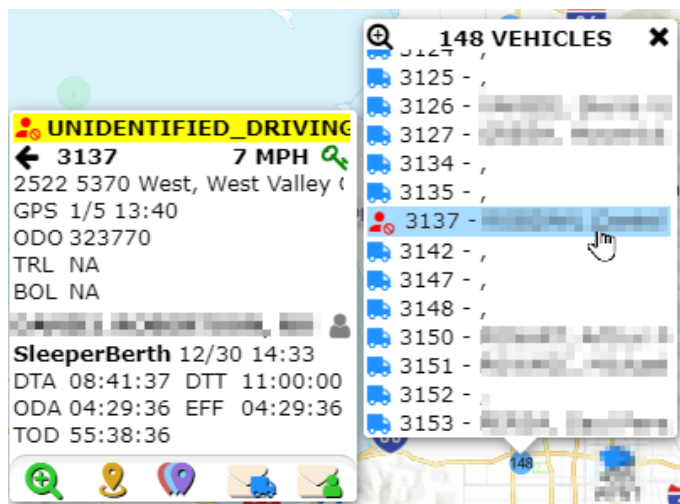 UNIDENTIFIED_DRIVING
3137 7 MPH
2522 5370 West, West Valley
GPS 1/5 13:40
ODO 323770
TRL NA
BOL NA
SleeperBerth 12/30 14:33
DTA 08:41:37 DTT 11:00:00
ODA 04:29:36 EFF 04:29:36
TOD 55:38:36
148 VEHICLES
3124 - ,
3125 - ,
3126 -
3127 -
3134 - ,
3135 - ,
3137 -
3142 - ,
3147 - ,
3148 - ,
3150 -
3151 -
3152 - ,
3153 -
148